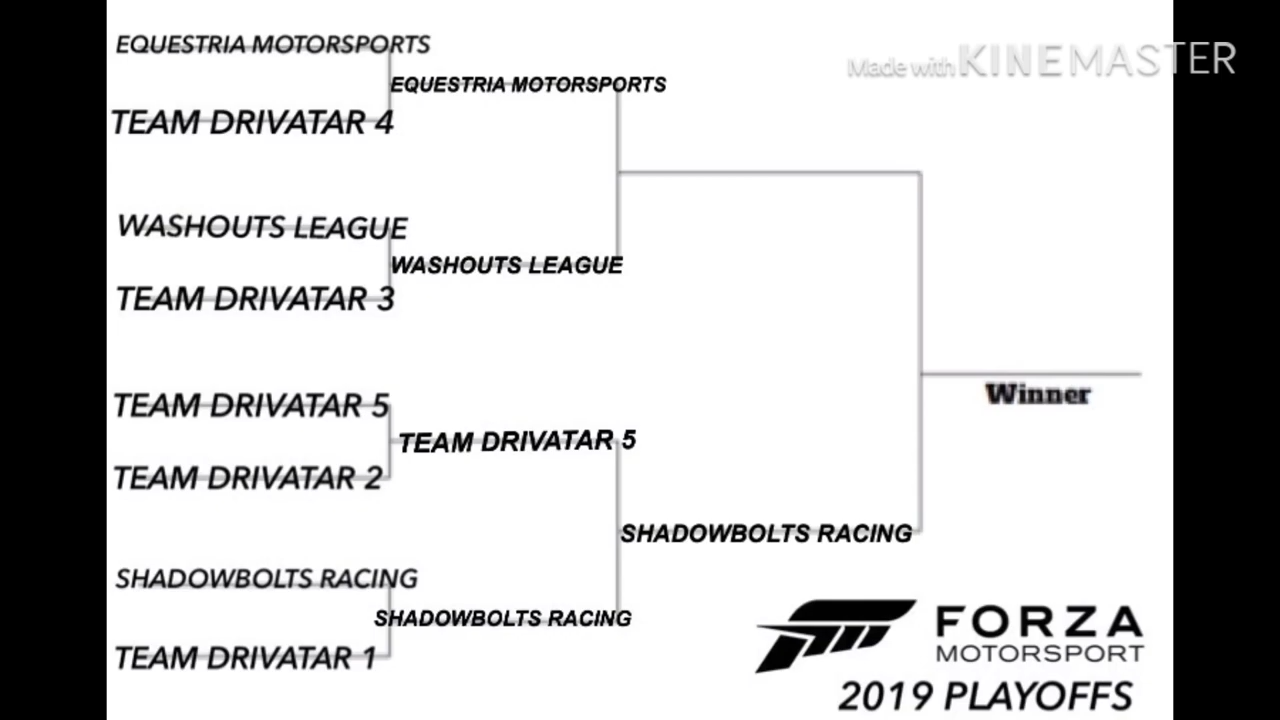 EQUESTRIA MOTORSPORTS
Made with KINEMASTER
EQUESTRIA MOTORSPORTS
TEAM DRIVATAR 4
WASHOUTS LEAGUE
WASHOUTS LEAGUE
TEAM DRIVATAR 3
Winner
TEAM DRIVATAR 5
TEAM DRIVATAR 5
TEAM DRIVATAR 2
SHADOWBOLTS RACING
SHADOWBOLTS RACING
SHADOWBOLTS RACING
TEAM DRIVATAR 1
FORZA
MOTORSPORT
2019 PLAYOFFS